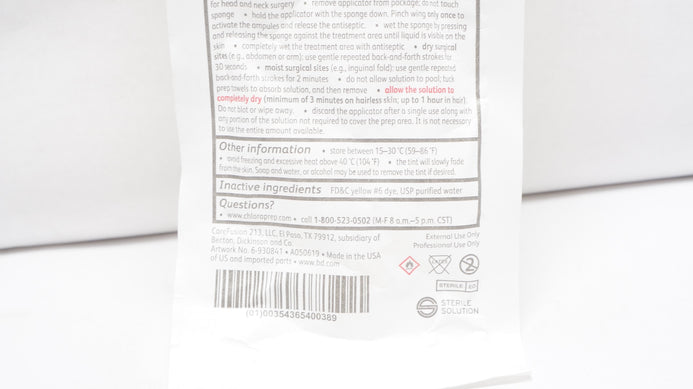 for head and neck surgery • remove applicator from package; do not touch
sponge • hold the applicator with the sponge down. Pinch wing only once to
activate the ampules and release the antiseptic. • wet the sponge by pressing
and releasing the sponge against the treatment area until liquid is visible on the
skin • completely wet the treatment area with antiseptic • dry surgical
sites (e.g., abdomen or arm): use gentle repeated back-and-forth strokes for
30 seconds • moist surgical sites (e.g., inguinal fold): use gentle repeated
back-and-forth strokes for 2 minutes • do not allow solution to pool; tuck
prep towels to absorb solution, and then remove • allow the solution to
completely dry (minimum of 3 minutes on hairless skin; up to 1 hour in hair).
Do not blot or wipe away. • discard the applicator after a single use along with
any portion of the solution not required to cover the prep area. It is not necessary
to use the entire amount available.
Other information • store between 15–30 °C (59–86 °F)
• avoid freezing and excessive heat above 40 °C (104 °F) • the tint will slowly fade
from the skin. Soap and water, or alcohol may be used to remove the tint if desired.
Inactive ingredients FD&C yellow #6 dye, USP purified water
Questions?
• www.chloraprep.com • call 1-800-523-0502 (M-F 8 a.m.–5 p.m. CST)
CareFusion 213, LLC, El Paso, TX 79912, subsidiary of
Becton, Dickinson and Co.
Artwork No. 6-930841 • A050619 • Made in the USA
of US and imported parts • www.bd.com
External Use Only
Professional Use Only
LATEX
2
STERILE EO
STERILE
SOLUTION
(01)00354365400389